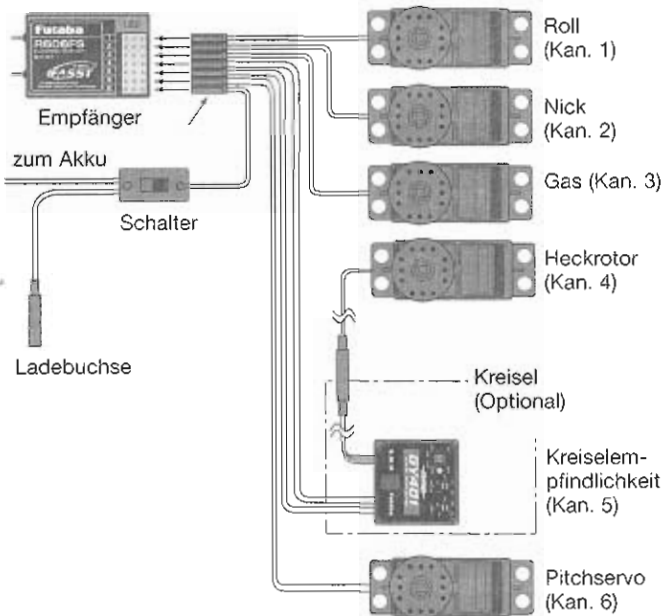 Futaba
R606FS
FASST
Empfänger
zum Akku
Schalter
Ladebuchse
Roll
(Kan. 1)
Nick
(Kan. 2)
Gas (Kan. 3)
Heckrotor
(Kan. 4)
Kreisel
(Optional)
GY401
Kreiselem-
pfindlichkeit
(Kan. 5)
Pitchservo
(Kan. 6)